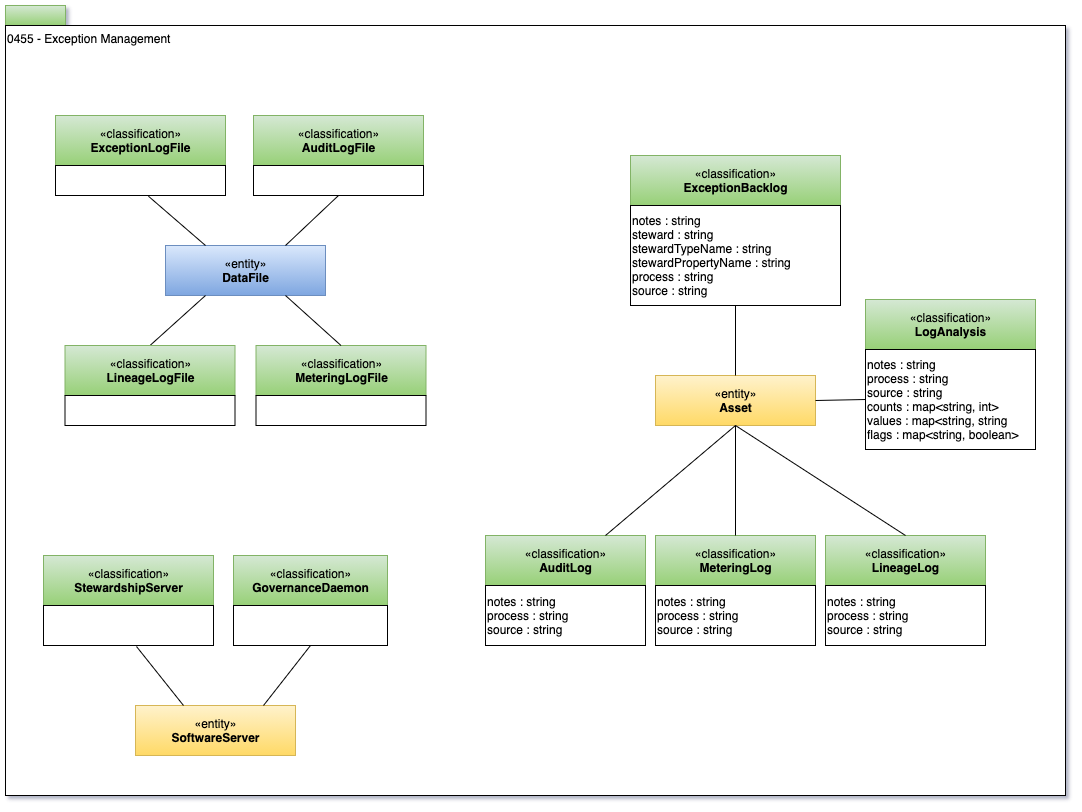 0455 - Exception Management
«classification»
ExceptionLogFile
«classification»
AuditLogFile
«entity»
DataFile
«classification»
LineageLogFile
«classification»
MeteringLogFile
«classification»
ExceptionBacklog
notes : string
steward : string
stewardTypeName : string
stewardPropertyName : string
process : string
source : string
«classification»
LogAnalysis
notes : string
process : string
source : string
counts : map<string, int>
values : map<string, string
flags : map<string, boolean>
«entity»
Asset
«classification»
AuditLog
notes : string
process : string
source : string
«classification»
MeteringLog
notes : string
process : string
source : string
«classification»
LineageLog
notes : string
process : string
source : string
«classification»
StewardshipServer
«classification»
GovernanceDaemon
«entity»
SoftwareServer